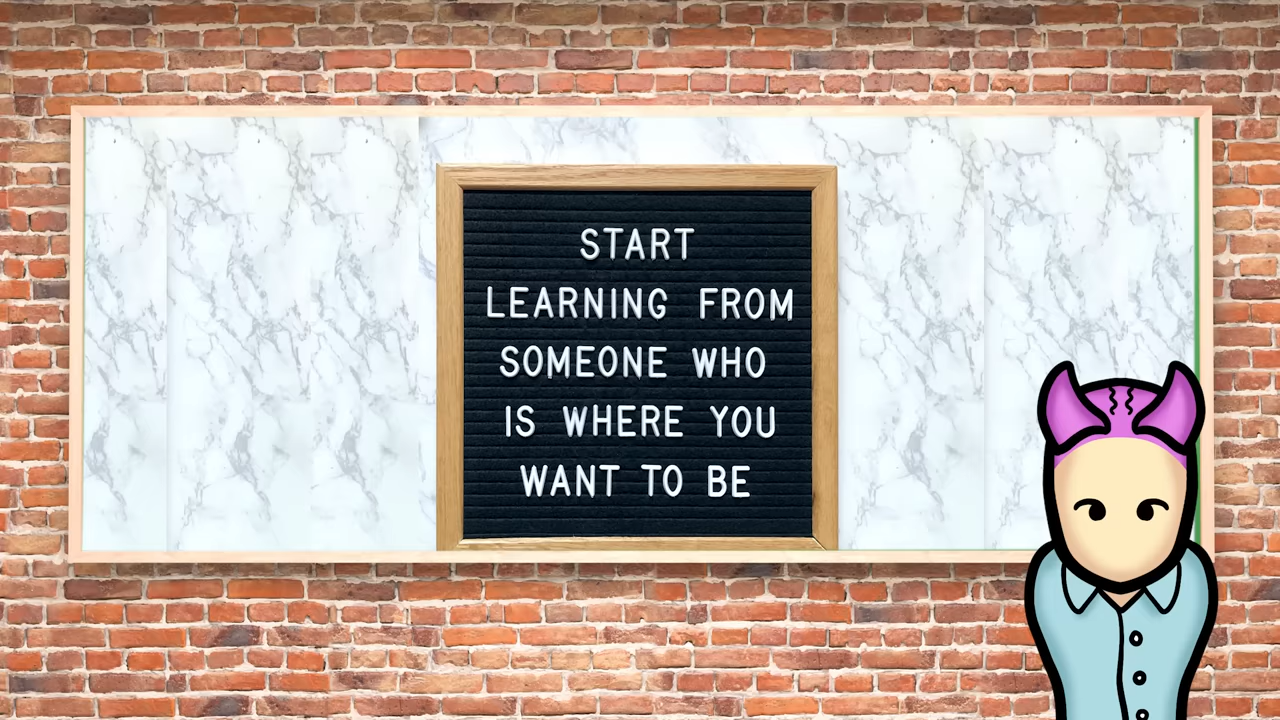 START
LEARNING FROM
SOMEONE WHO
IS WHERE YOU
WANT TO BE